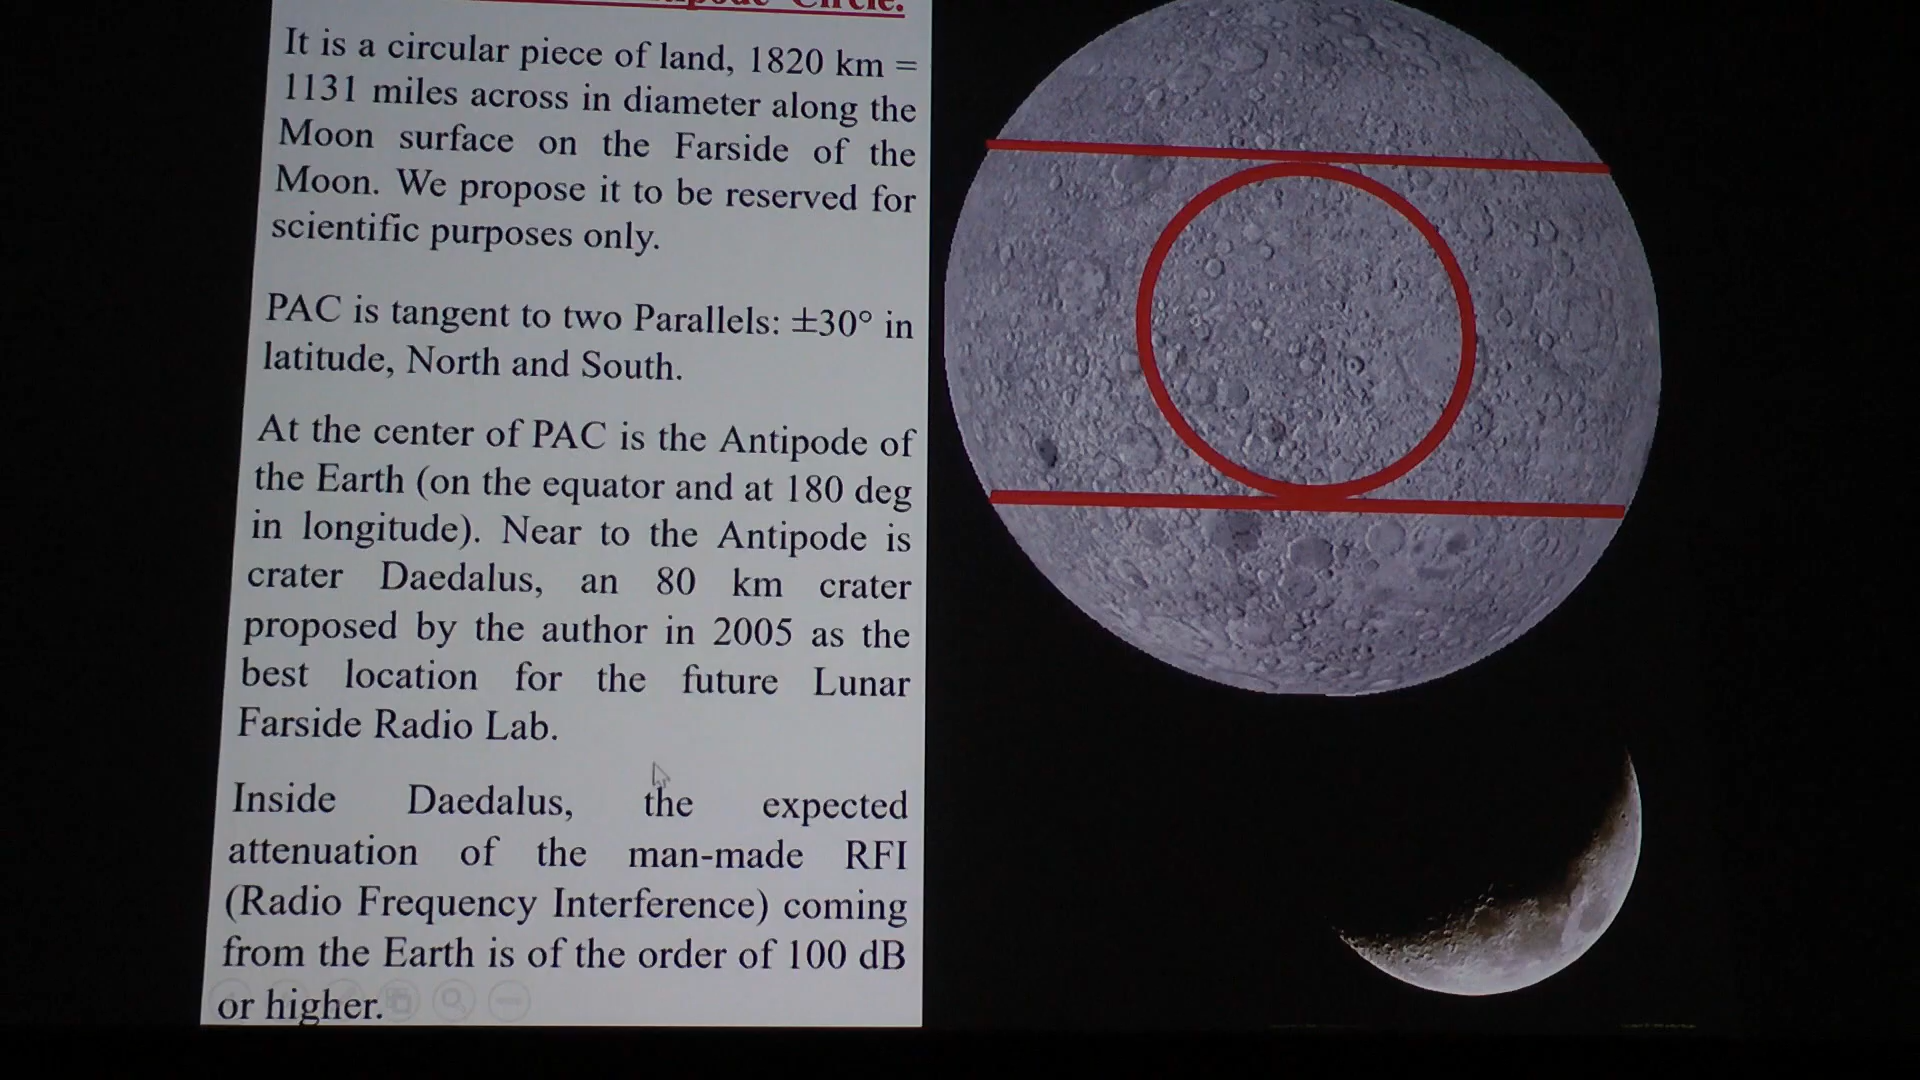 Circle.
It is a circular piece of land, 1820 km =
1131 miles across in diameter along the
Moon surface on the Farside of the
Moon. We propose it to be reserved for
scientific purposes only.
PAC is tangent to two Parallels: ±30° in
latitude, North and South.
At the center of PAC is the Antipode of
the Earth (on the equator and at 180 deg
in longitude). Near to the Antipode is
crater Daedalus, an 80 km crater
proposed by the author in 2005 as the
best location for the future Lunar
Farside Radio Lab.
Inside Daedalus, the expected
attenuation of the man-made RFI
(Radio Frequency Interference) coming
from the Earth is of the order of 100 dB
or higher.